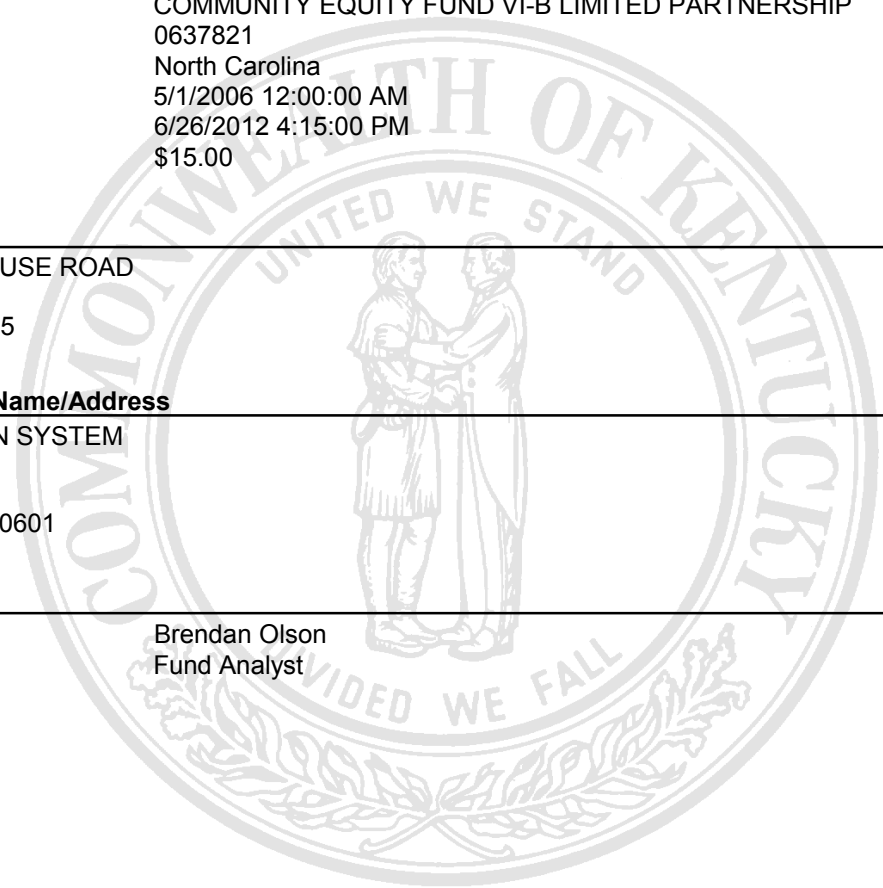 COMMUNITY EQUITY FUND VI-B LIMITED PARTNERSHIP
0637821
North Carolina
5/1/2006 12:00:00 AM
6/26/2012 4:15:00 PM
$15.00
USE ROAD
5
Name/Address
N SYSTEM
0601
Brendan Olson
Fund Analyst
COMMONWEALTH OF KENTUCKY
UNITED WE STAND
DIVIDED WE FALL